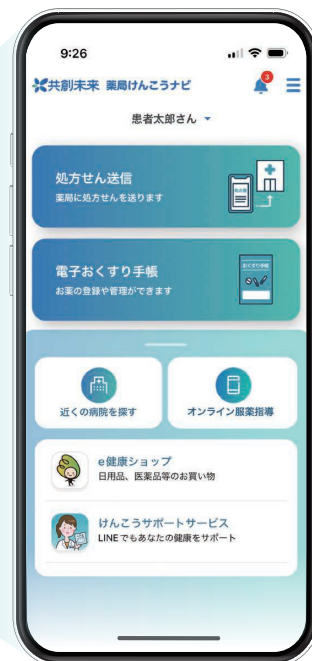 9:26
共創未来 薬局けんこうナビ
3
患者太郎さん
処方せん送信
薬局に処方せんを送ります
電子おくすり手帳
お薬の登録や管理ができます
おくすり手帳
近くの病院を探す
オンライン服薬指導
e健康ショップ
日用品、医薬品等のお買い物
けんこうサポートサービス
LINEでもあなたの健康をサポート